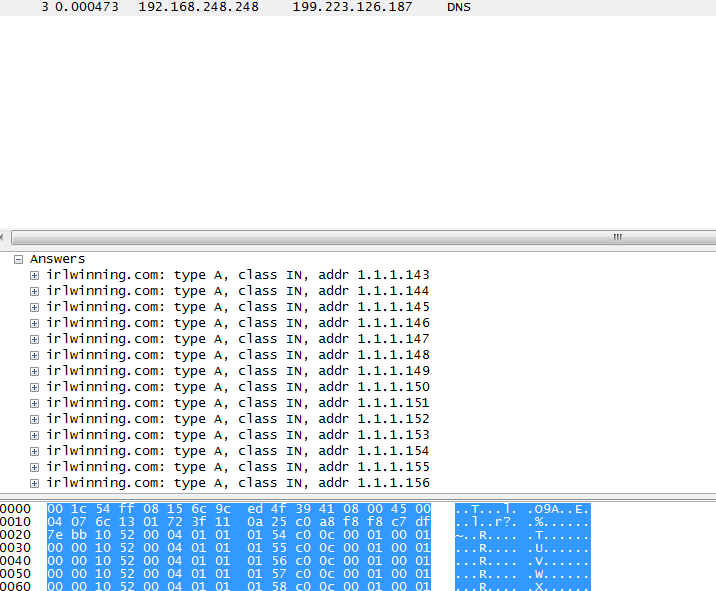 3 0.000473 192.168.248.248 199.223.126.187 DNS
Answers
irlwinning.com: type A, class IN, addr 1.1.1.143
irlwinning.com: type A, class IN, addr 1.1.1.144
irlwinning.com: type A, class IN, addr 1.1.1.145
irlwinning.com: type A, class IN, addr 1.1.1.146
irlwinning.com: type A, class IN, addr 1.1.1.147
irlwinning.com: type A, class IN, addr 1.1.1.148
irlwinning.com: type A, class IN, addr 1.1.1.149
irlwinning.com: type A, class IN, addr 1.1.1.150
irlwinning.com: type A, class IN, addr 1.1.1.151
irlwinning.com: type A, class IN, addr 1.1.1.152
irlwinning.com: type A, class IN, addr 1.1.1.153
irlwinning.com: type A, class IN, addr 1.1.1.154
irlwinning.com: type A, class IN, addr 1.1.1.155
irlwinning.com: type A, class IN, addr 1.1.1.156
0000 00 1c 54 ff 08 15 6c 9c ed 4f 39 41 08 00 45 00 ..T...l. .O9A..E.
0010 04 07 6c 13 01 72 3f 11 0a 25 c0 a8 f8 f8 c7 df ..l..r?. .%......
0020 7e bb 10 52 00 04 01 01 01 54 c0 0c 00 01 00 01 ~..R.... .T......
0030 00 00 10 52 00 04 01 01 01 55 c0 0c 00 01 00 01 ...R.... .U......
0040 00 00 10 52 00 04 01 01 01 56 c0 0c 00 01 00 01 ...R.... .V......
0050 00 00 10 52 00 04 01 01 01 57 c0 0c 00 01 00 01 ...R.... .W......
0060 00 00 10 52 00 04 01 01 01 58 c0 0c 00 01 00 01 ...R.... .X......